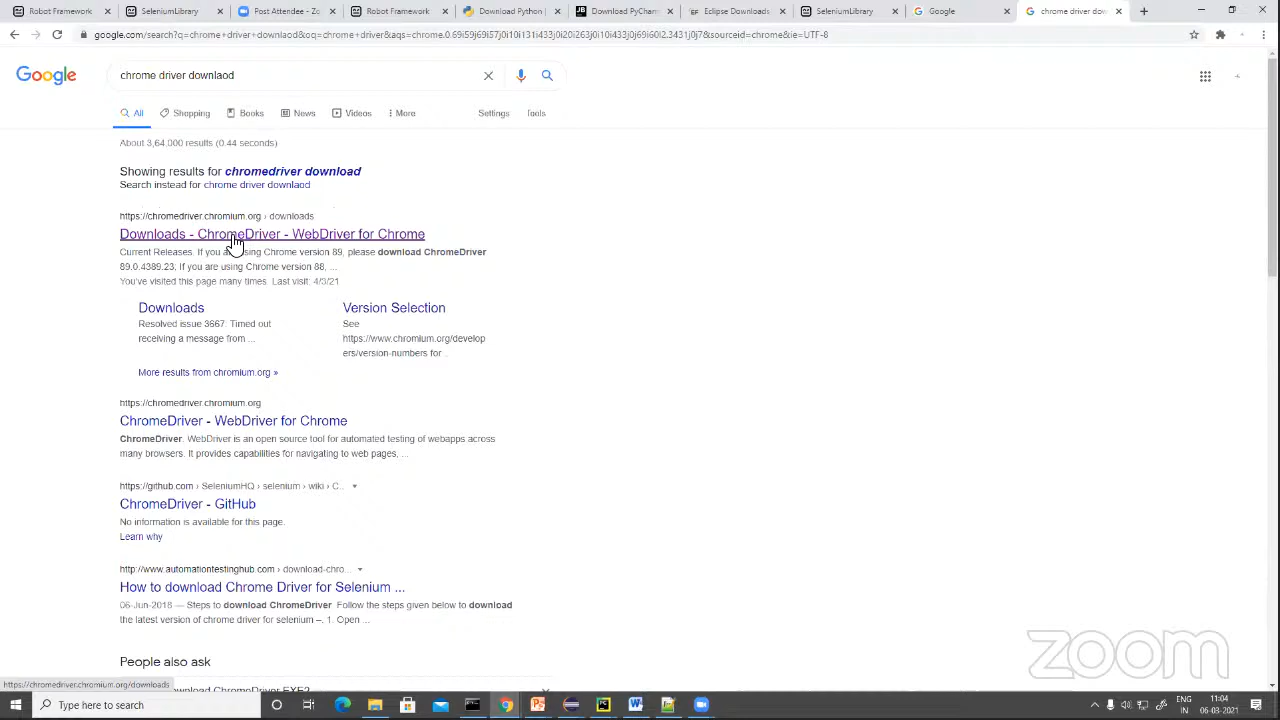 Robot Framework
SeleniumLibrary
Post Attendee - Zo
Robot Framework
Download Python
Download PyCharm
Eclipse Downloads
SeleniumLibrary
Google
chrome driver dow
google.com/search?q=chrome+driver+downlaod&oq=chrome+driver&aqs=chrome.0.69i59j69i57j0i10i131i433j0i20i263j0i10i433j0i69i60l2.3431j0j7&sourceid=chrome&ie=UTF-8
Google
chrome driver downlaod
All
Shopping
Books
News
Videos
More
Settings
Tools
About 3,64,000 results (0.44 seconds)
Showing results for chromedriver download
Search instead for chrome driver downlaod
https://chromedriver.chromium.org › downloads
Downloads - ChromeDriver - WebDriver for Chrome
Current Releases. If you are using Chrome version 89, please download ChromeDriver
89.0.4389.23; If you are using Chrome version 88, ...
You've visited this page many times. Last visit: 4/3/21
Downloads
Resolved issue 3667: Timed out
receiving a message from ...
Version Selection
See
https://www.chromium.org/develop
ers/version-numbers for ..
More results from chromium.org »
https://chromedriver.chromium.org
ChromeDriver - WebDriver for Chrome
ChromeDriver. WebDriver is an open source tool for automated testing of webapps across
many browsers. It provides capabilities for navigating to web pages, ...
https://github.com › SeleniumHQ › selenium › wiki › C...
ChromeDriver - GitHub
No information is available for this page.
Learn why
http://www.automationtestinghub.com › download-chro...
How to download Chrome Driver for Selenium ...
06-Jun-2018 — Steps to download ChromeDriver. Follow the steps given below to download
the latest version of chrome driver for selenium –. 1. Open ...
People also ask
https://chromedriver.chromium.org/downloads
zoom
Type here to search
ENG
IN
11:04
06-03-2021